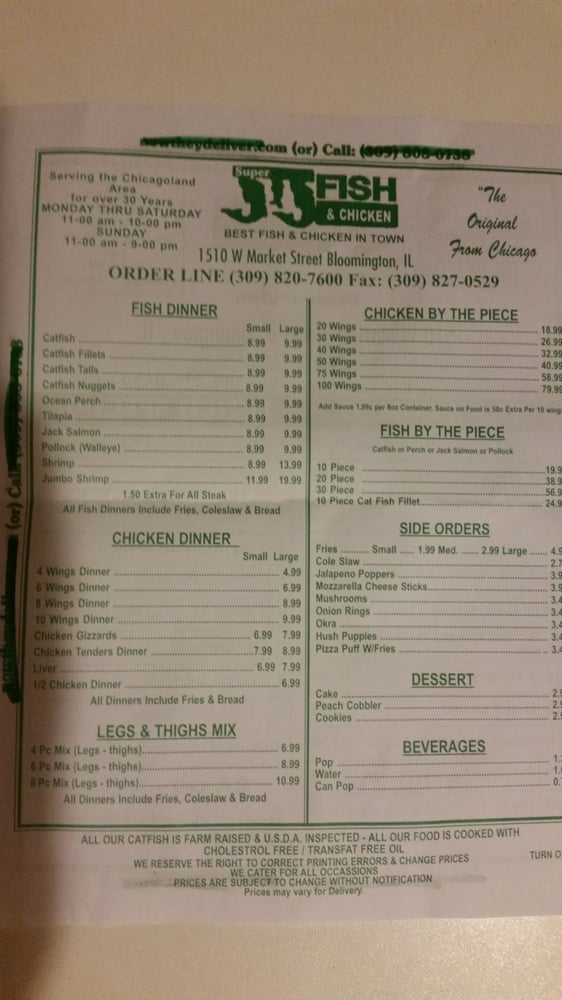 (or) Call:
Serving the Chicagoland
Area
for over 30 Years
MONDAY THRU SATURDAY
11-00 am - 10-00 pm
SUNDAY
11-00 am - 9-00 pm
Super
JJ FISH
& CHICKEN
BEST FISH & CHICKEN IN TOWN
"The
Original
From Chicago
1510 W Market Street Bloomington, IL
ORDER LINE (309) 820-7600 Fax: (309) 827-0529
(or) Call:
FISH DINNER
Small Large
Catfish 8.99 9.99
Catfish Fillets 8.99 9.99
Catfish Tails 8.99 9.99
Catfish Nuggets 8.99 9.99
Ocean Perch 8.99 9.99
Tilapia 8.99 9.99
Jack Salmon 8.99 9.99
Pollock (Walleye) 8.99 9.99
Shrimp 8.99 13.99
Jumbo Shrimp 11.99 19.99
1.50 Extra For All Steak
All Fish Dinners Include Fries, Coleslaw & Bread
CHICKEN DINNER
Small Large
4 Wings Dinner 4.99
6 Wings Dinner 6.99
8 Wings Dinner 8.99
10 Wings Dinner 9.99
Chicken Gizzards 6.99 7.99
Chicken Tenders Dinner 7.99 8.99
Liver 6.99 7.99
1/2 Chicken Dinner 6.99
All Dinners Include Fries & Bread
LEGS & THIGHS MIX
4 Pc Mix (Legs - thighs) 6.99
6 Pc Mix (Legs - thighs) 8.99
8 Pc Mix (Legs - thighs) 10.99
All Dinners Include Fries, Coleslaw & Bread
CHICKEN BY THE PIECE
20 Wings 18.99
30 Wings 26.99
40 Wings 32.99
50 Wings 40.99
75 Wings 58.99
100 Wings 79.99
Add Sauce 1.99c per 8oz Container, Sauce on Food is 50c Extra Per 10 wing
FISH BY THE PIECE
Catfish or Perch or Jack Salmon or Pollock
10 Piece 19.9
20 Piece 38.9
30 Piece 56.9
10 Piece Cat Fish Fillet 24.9
SIDE ORDERS
Fries Small 1.99 Med. 2.99 Large 4.9
Cole Slaw 2.7
Jalapeno Poppers 3.9
Mozzarella Cheese Sticks 3.9
Mushrooms 3.4
Onion Rings 3.4
Okra 3.4
Hush Puppies 3.4
Pizza Puff W/Fries 3.4
DESSERT
Cake 2.
Peach Cobbler 2.
Cookies 2.
BEVERAGES
Pop 1.
Water 1.
Can Pop 0.
ALL OUR CATFISH IS FARM RAISED & U.S.D.A. INSPECTED - ALL OUR FOOD IS COOKED WITH
CHOLESTROL FREE / TRANSFAT FREE OIL
WE RESERVE THE RIGHT TO CORRECT PRINTING ERRORS & CHANGE PRICES
WE CATER FOR ALL OCCASSIONS
PRICES ARE SUBJECT TO CHANGE WITHOUT NOTIFICATION
Prices may vary for Delivery.
TURN O